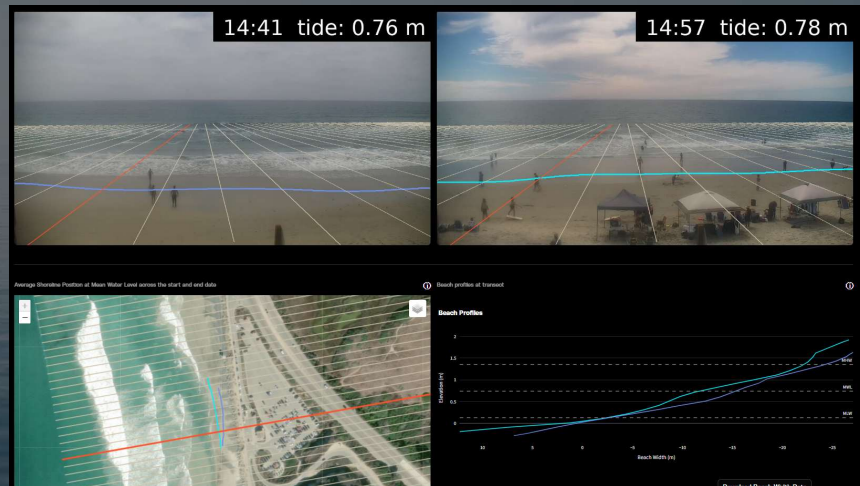 14:41 tide: 0.76 m
14:57 tide: 0.78 m
Average Shoreline Position at Mean Water Level across the start and end date
Beach profiles at transect
+
−
Beach Profiles
2
1.5
1
0.5
0
Elevation (m)
MHW
MWL
MLW
10
5
0
−5
−10
−15
−20
−25
Beach Width (m)